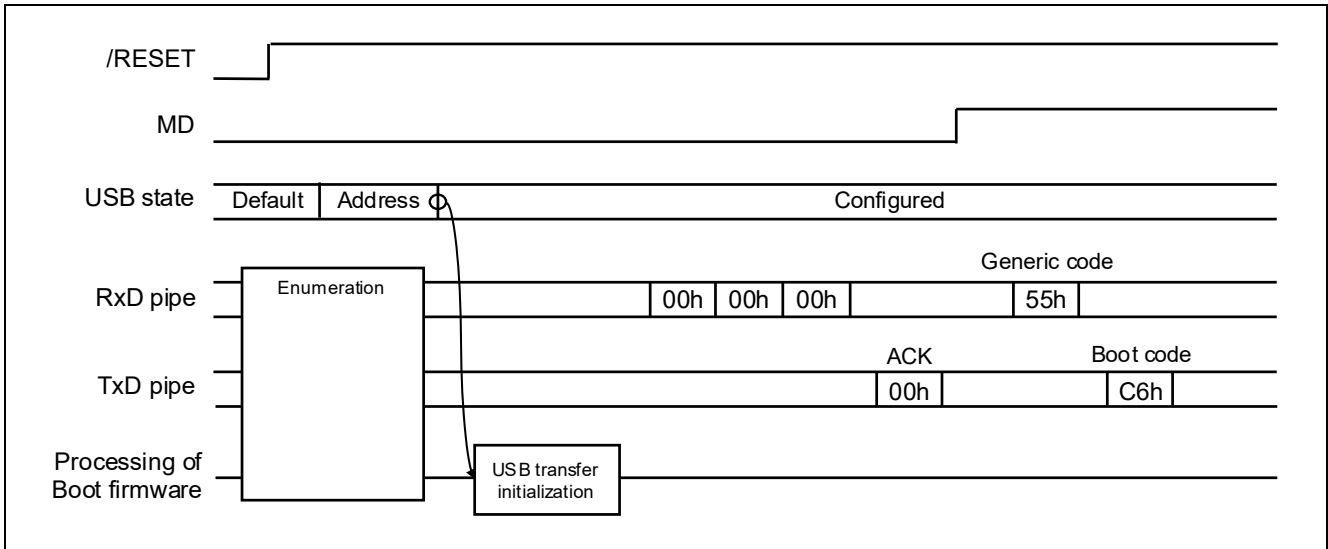 /RESET
MD
USB state
Default
Address
Configured
Generic code
RxD pipe
Enumeration
00h
00h
00h
55h
ACK
Boot code
TxD pipe
00h
C6h
Processing of
Boot firmware
USB transfer
initialization